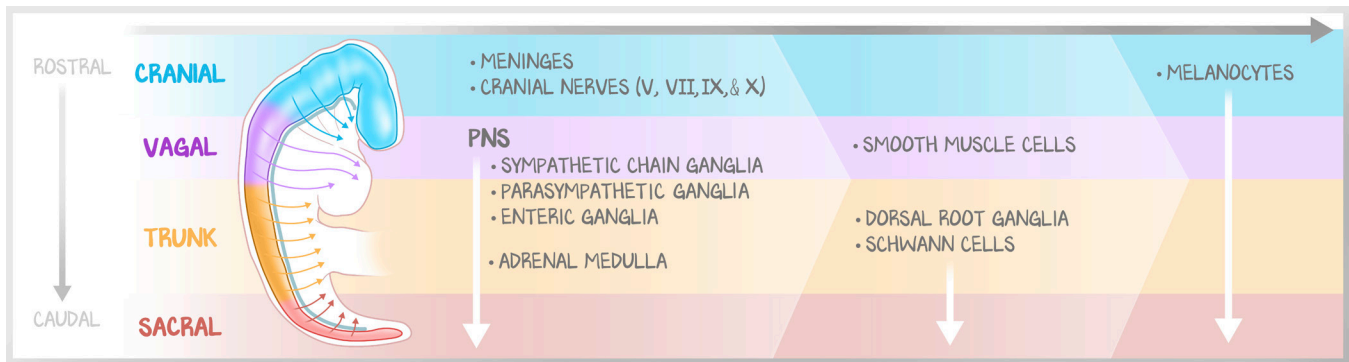 ROSTRAL
CAUDAL
CRANIAL
• MENINGES
• CRANIAL NERVES (V, VII, IX, & X)
• MELANOCYTES
VAGAL
PNS
• SYMPATHETIC CHAIN GANGLIA
• PARASYMPATHETIC GANGLIA
• ENTERIC GANGLIA
• ADRENAL MEDULLA
• SMOOTH MUSCLE CELLS
TRUNK
• DORSAL ROOT GANGLIA
• SCHWANN CELLS
SACRAL